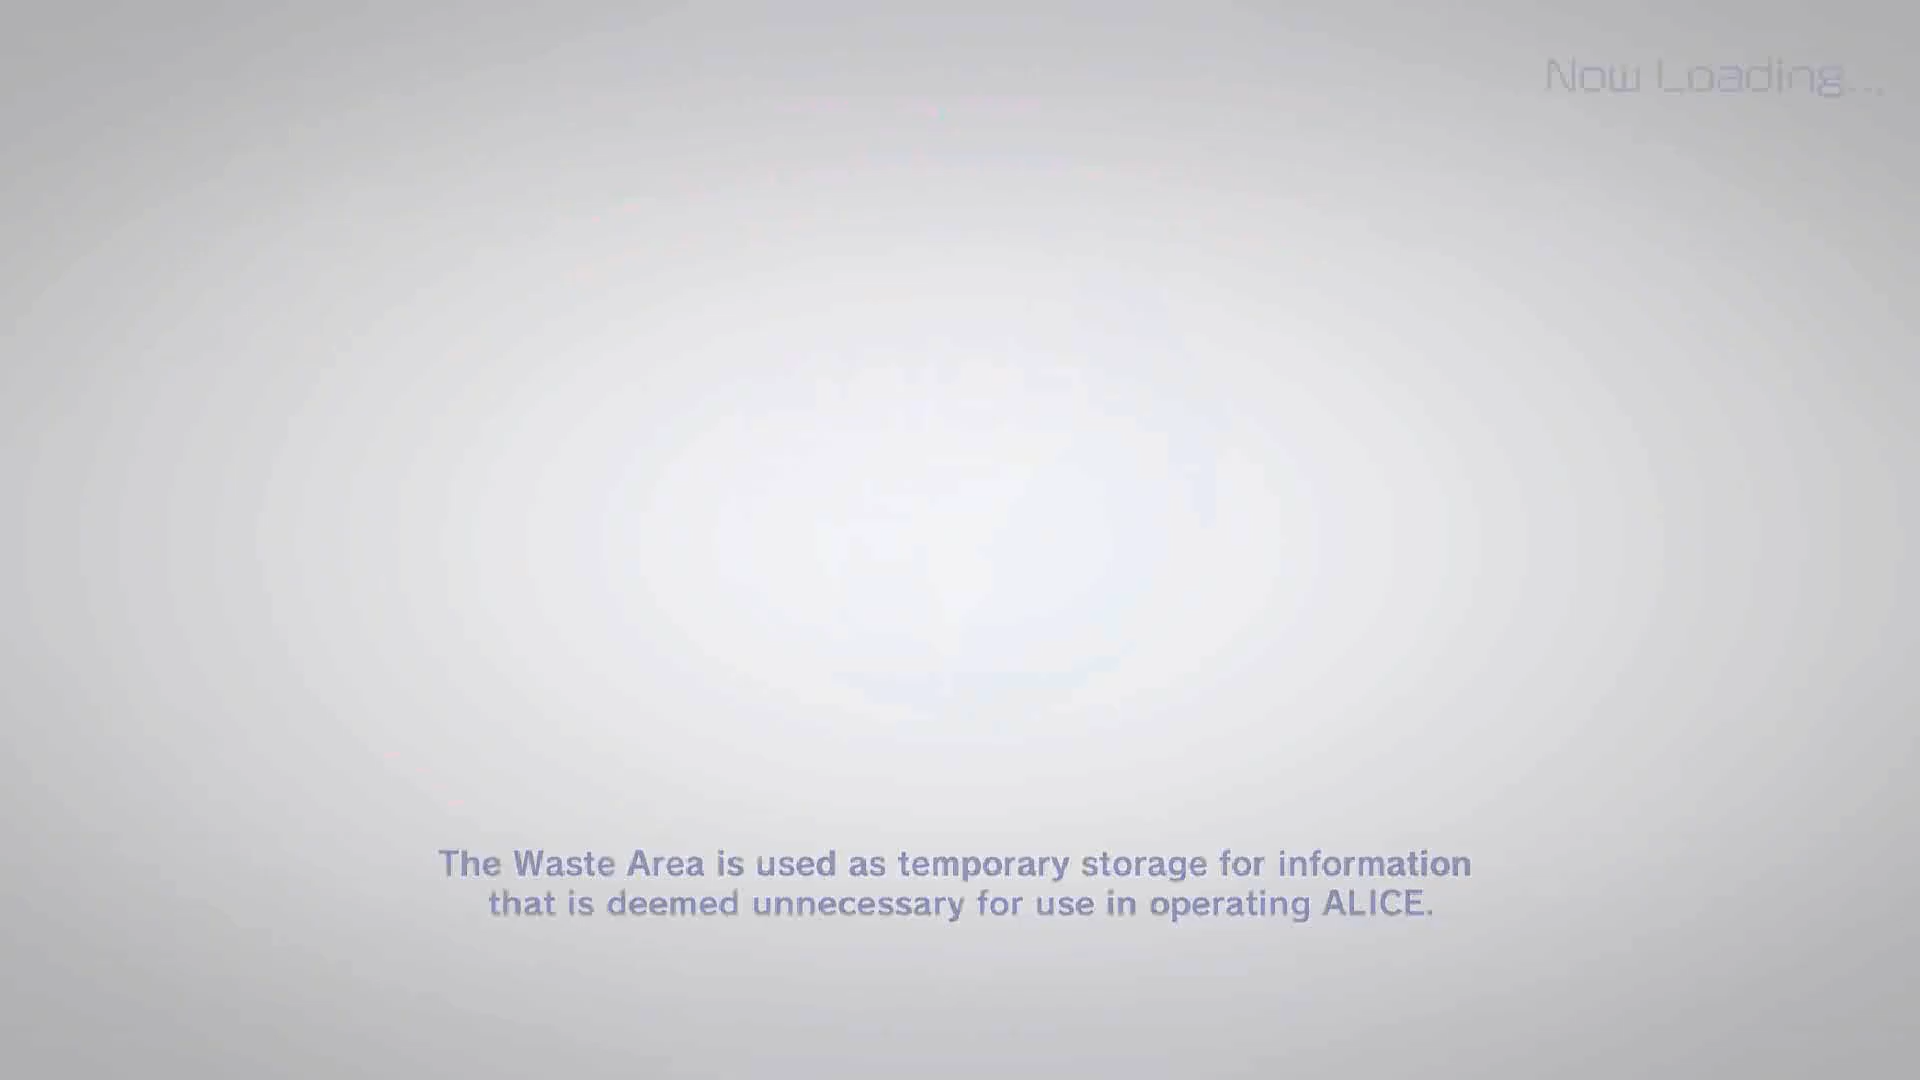 Now Loading...
The Waste Area is used as temporary storage for information
that is deemed unnecessary for use in operating ALICE.